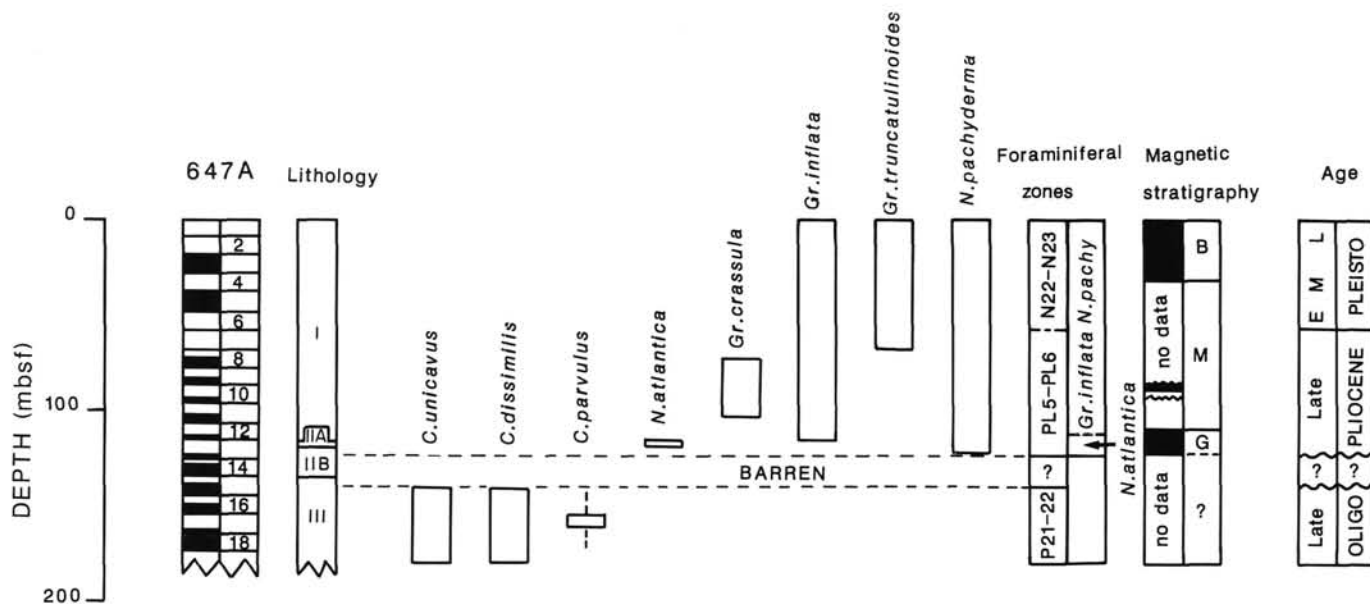 647A
Lithology
C.unicavus
C.dissimilis
C.parvulus
N.atlantica
Gr.crassula
Gr.inflata
Gr.truncatulinoides
N.pachyderma
Foraminiferal
zones
Magnetic
stratigraphy
Age
DEPTH (mbsf)
0
100
200
2
4
6
8
10
12
14
16
18
I
IIA
IIB
III
BARREN
N22-N23
PL5-PL6
?
P21-22
Gr.inflata N.pachy
N.atlantica
no data
no data
B
M
G
?
E M L
Late
?
Late
PLEISTO
PLIOCENE
?
OLIGO